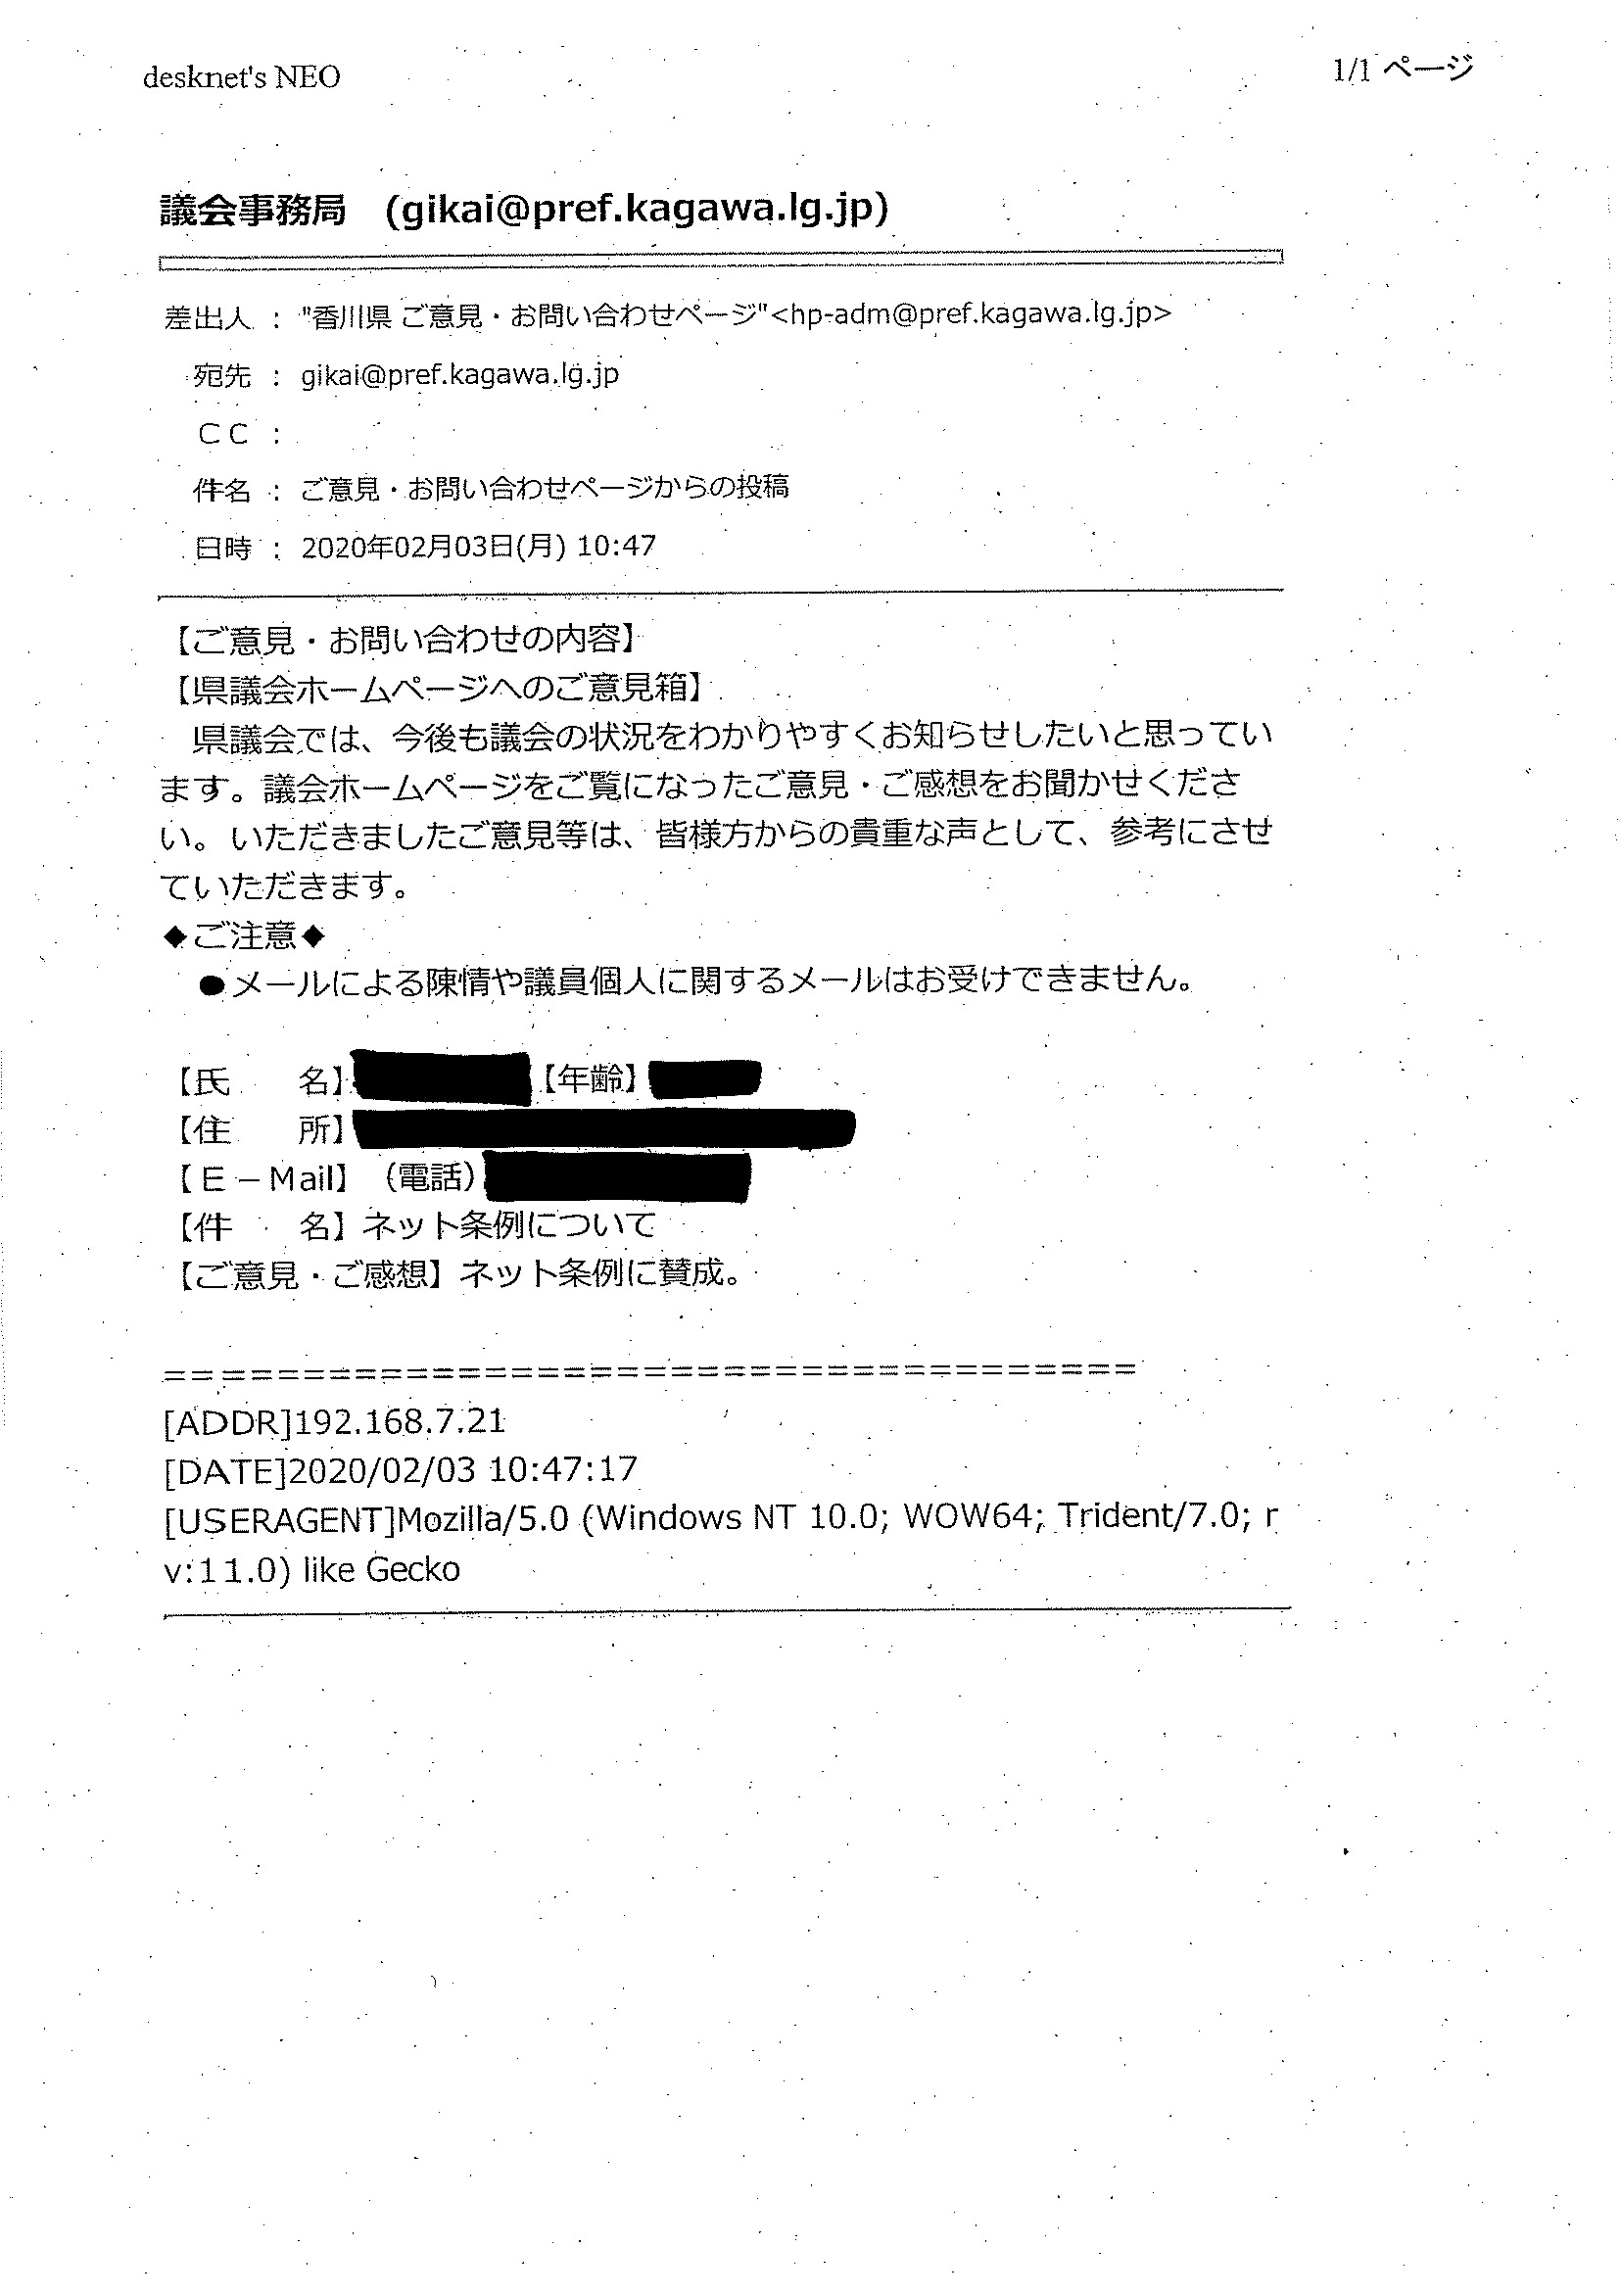 desknet's NEO
1/1 ページ
議会事務局　(gikai@pref.kagawa.lg.jp)
差出人 : "香川県 ご意見・お問い合わせページ"<hp-adm@pref.kagawa.lg.jp>
宛先 : gikai@pref.kagawa.lg.jp
ＣＣ :
件名 : ご意見・お問い合わせページからの投稿
日時 : 2020年02月03日(月) 10:47
【ご意見・お問い合わせの内容】
【県議会ホームページへのご意見箱】
　県議会では、今後も議会の状況をわかりやすくお知らせしたいと思ってい
ます。議会ホームページをご覧になったご意見・ご感想をお聞かせくださ
い。いただきましたご意見等は、皆様方からの貴重な声として、参考にさせ
ていただきます。
◆ご注意◆
　●メールによる陳情や議員個人に関するメールはお受けできません。
【氏　　名】【年齢】
【住　　所】
【Ｅ－Mail】（電話）
【件　　名】ネット条例について
【ご意見・ご感想】ネット条例に賛成。
======================================
[ADDR]192.168.7.21
[DATE]2020/02/03 10:47:17
[USERAGENT]Mozilla/5.0 (Windows NT 10.0; WOW64; Trident/7.0; r
v:11.0) like Gecko